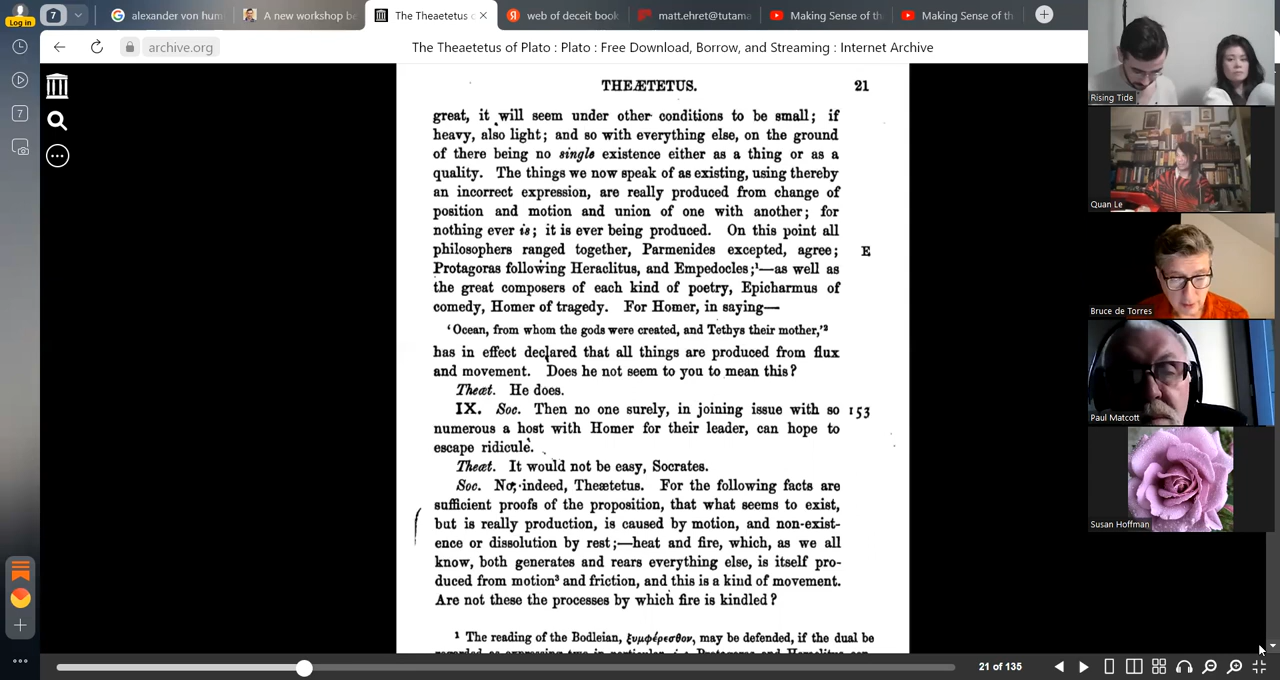 7
alexander von hum
A new workshop be
The Theaetetus o
web of deceit book
matt.ehret@tutama
Making Sense of th
Making Sense of th
Log in
archive.org
The Theaetetus of Plato : Plato : Free Download, Borrow, and Streaming : Internet Archive
7
THEÆTETUS. 21
great, it will seem under other conditions to be small; if
heavy, also light; and so with everything else, on the ground
of there being no single existence either as a thing or as a
quality. The things we now speak of as existing, using thereby
an incorrect expression, are really produced from change of
position and motion and union of one with another; for
nothing ever is; it is ever being produced. On this point all
philosophers ranged together, Parmenides excepted, agree; E
Protagoras following Heraclitus, and Empedocles;¹—as well as
the great composers of each kind of poetry, Epicharmus of
comedy, Homer of tragedy. For Homer, in saying—
‘Ocean, from whom the gods were created, and Tethys their mother,’²
has in effect declared that all things are produced from flux
and movement. Does he not seem to you to mean this?
Theæt. He does.
IX. Soc. Then no one surely, in joining issue with so 153
numerous a host with Homer for their leader, can hope to
escape ridicule.
Theæt. It would not be easy, Socrates.
Soc. No, indeed, Theætetus. For the following facts are
sufficient proofs of the proposition, that what seems to exist,
but is really production, is caused by motion, and non-exist-
ence or dissolution by rest;—heat and fire, which, as we all
know, both generates and rears everything else, is itself pro-
duced from motion³ and friction, and this is a kind of movement.
Are not these the processes by which fire is kindled?
¹ The reading of the Bodleian, ξυμφέρεσθον, may be defended, if the dual be
21 of 135
Rising Tide
Quan Le
Bruce de Torres
Paul Matcott
Susan Hoffman